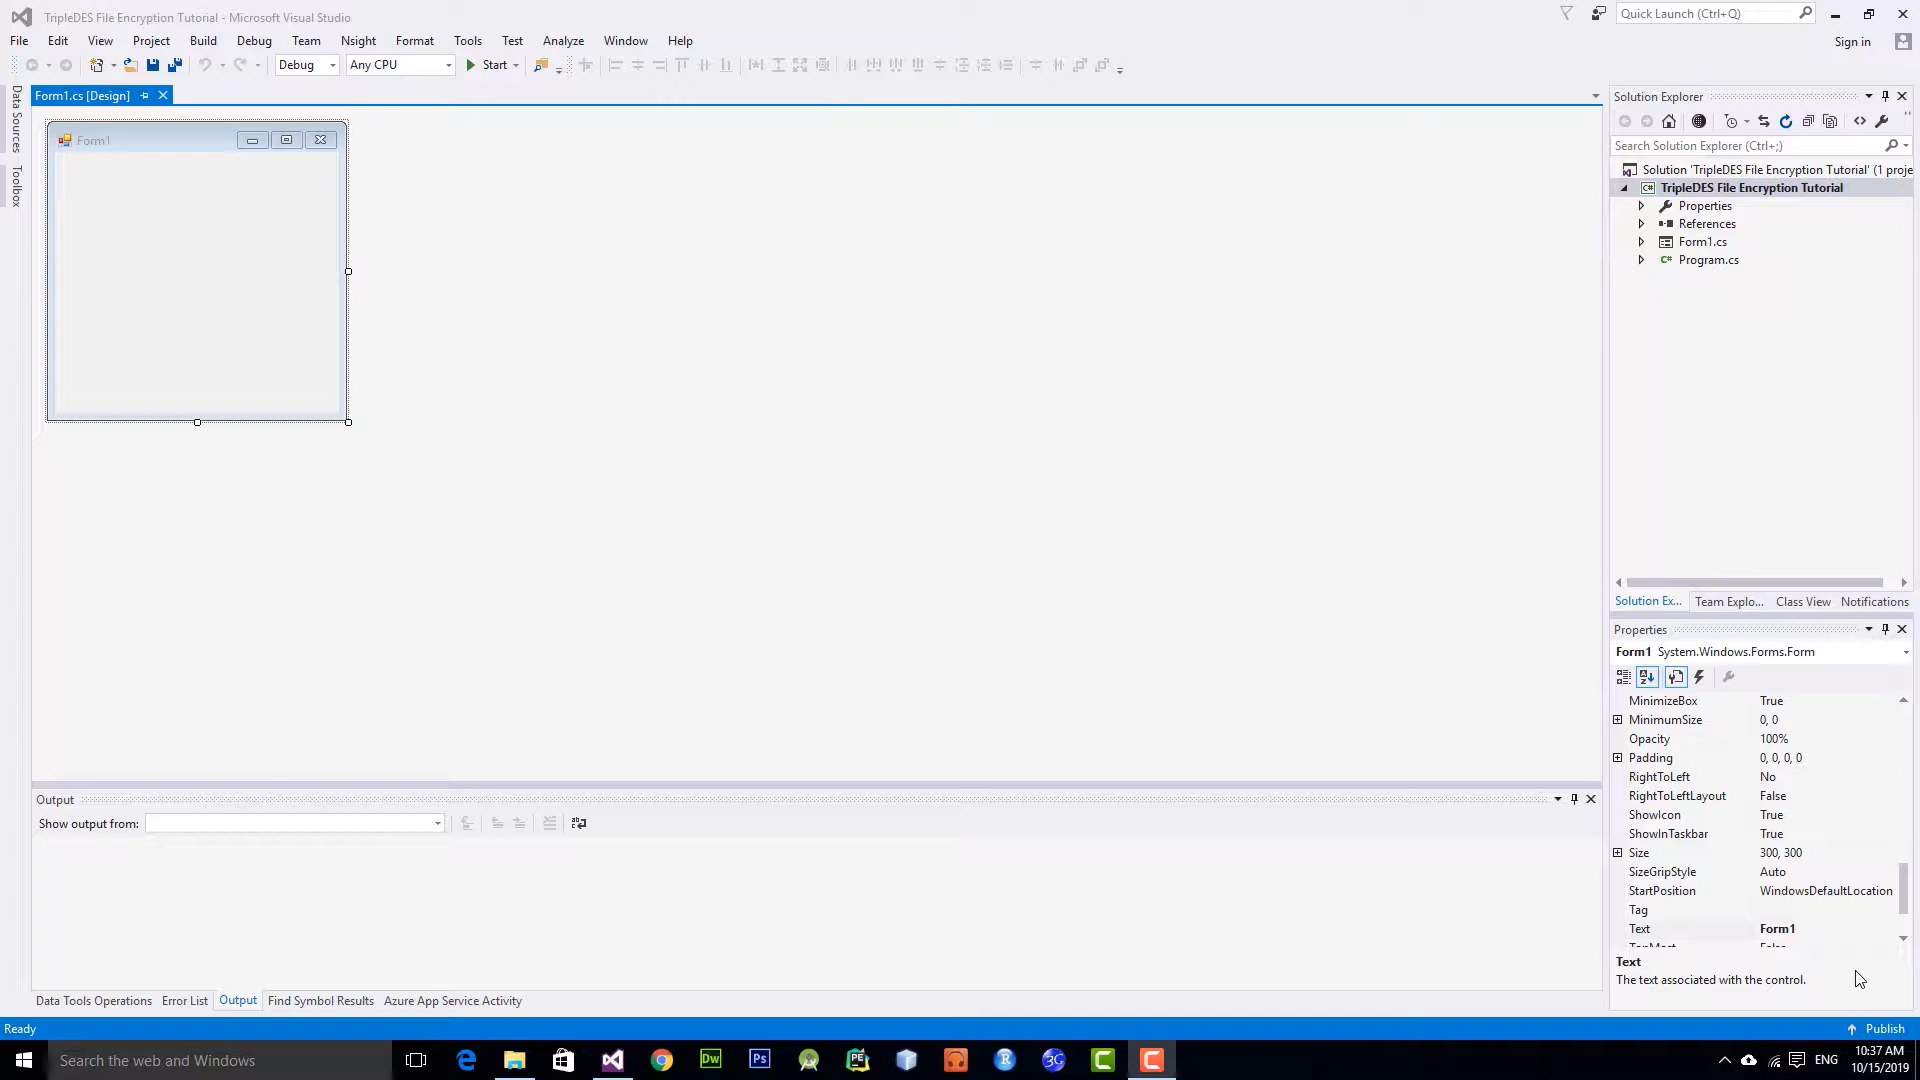 TripleDES File Encryption Tutorial - Microsoft Visual Studio
Quick Launch (Ctrl+Q)
File Edit View Project Build Debug Team Nsight Format Tools Test Analyze Window Help
Sign in
Debug Any CPU Start
Data Sources
Toolbox
Form1.cs [Design]
Form1
Solution Explorer
Search Solution Explorer (Ctrl+;)
Solution 'TripleDES File Encryption Tutorial' (1 proje
C# TripleDES File Encryption Tutorial
Properties
References
Form1.cs
C# Program.cs
Solution Ex... Team Explo... Class View Notifications
Properties
Form1 System.Windows.Forms.Form
MinimizeBox True
MinimumSize 0, 0
Opacity 100%
Padding 0, 0, 0, 0
RightToLeft No
RightToLeftLayout False
ShowIcon True
ShowInTaskbar True
Size 300, 300
SizeGripStyle Auto
StartPosition WindowsDefaultLocation
Tag
Text Form1
Text
The text associated with the control.
Output
Show output from:
Data Tools Operations Error List Output Find Symbol Results Azure App Service Activity
Ready
Publish
Search the web and Windows
Dw Ps PE R 3G
ENG
10:37 AM
10/15/2019